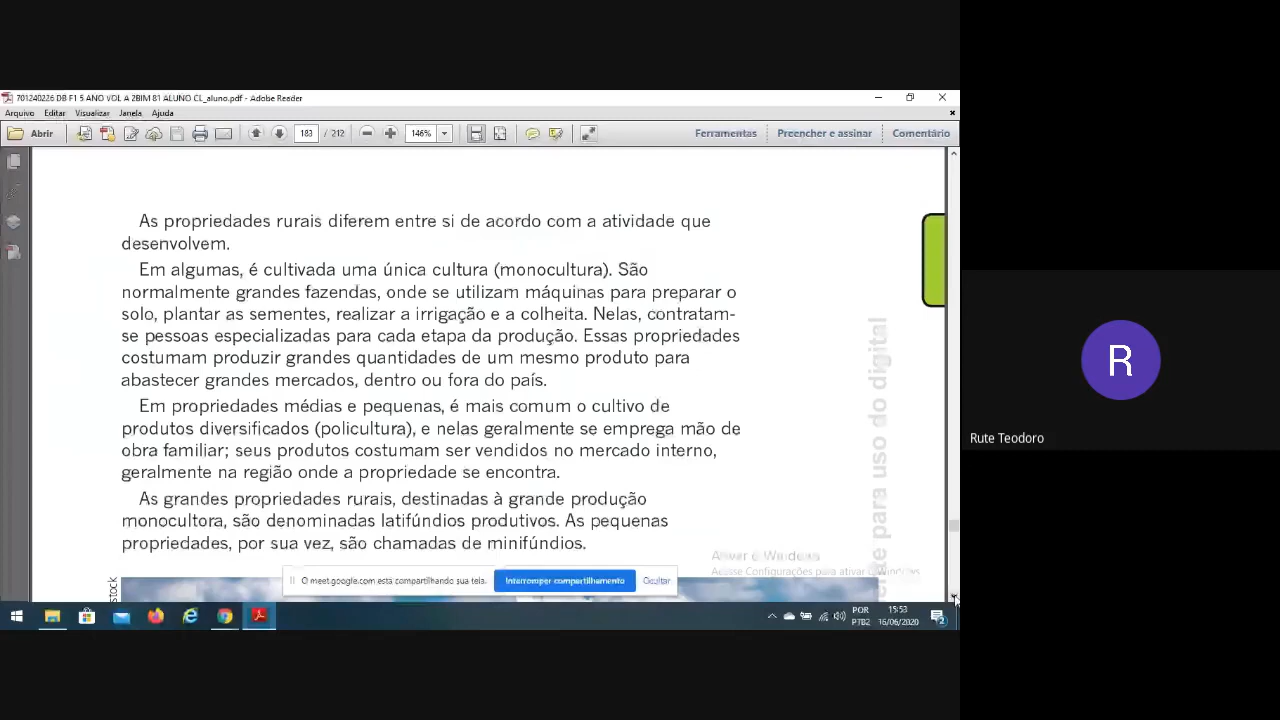 701240226 DB F1 5 ANO VOL A 2BIM 81 ALUNO CL_aluno.pdf - Adobe Reader
Arquivo Editar Visualizar Janela Ajuda
Abrir 183 / 212 146% Ferramentas Preencher e assinar Comentário
As propriedades rurais diferem entre si de acordo com a atividade que
desenvolvem.
Em algumas, é cultivada uma única cultura (monocultura). São
normalmente grandes fazendas, onde se utilizam máquinas para preparar o
solo, plantar as sementes, realizar a irrigação e a colheita. Nelas, contratam-
se pessoas especializadas para cada etapa da produção. Essas propriedades
costumam produzir grandes quantidades de um mesmo produto para
abastecer grandes mercados, dentro ou fora do país.
Em propriedades médias e pequenas, é mais comum o cultivo de
produtos diversificados (policultura), e nelas geralmente se emprega mão de
obra familiar; seus produtos costumam ser vendidos no mercado interno,
geralmente na região onde a propriedade se encontra.
As grandes propriedades rurais, destinadas à grande produção
monocultora, são denominadas latifúndios produtivos. As pequenas
propriedades, por sua vez, são chamadas de minifúndios.
para uso do digital
Ativar o Windows
Acesse Configurações para ativar o Windows.
stock
O meet.google.com está compartilhando sua tela. Interromper compartilhamento Ocultar
POR 15:53
PTB2 16/06/2020
2
R
Rute Teodoro